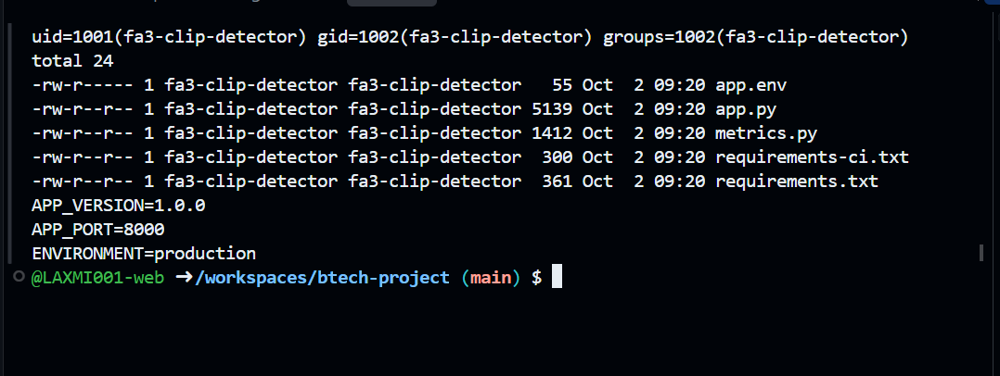 uid=1001(fa3-clip-detector) gid=1002(fa3-clip-detector) groups=1002(fa3-clip-detector)
total 24
-rw-r----- 1 fa3-clip-detector fa3-clip-detector   55 Oct  2 09:20 app.env
-rw-r--r-- 1 fa3-clip-detector fa3-clip-detector 5139 Oct  2 09:20 app.py
-rw-r--r-- 1 fa3-clip-detector fa3-clip-detector 1412 Oct  2 09:20 metrics.py
-rw-r--r-- 1 fa3-clip-detector fa3-clip-detector  300 Oct  2 09:20 requirements-ci.txt
-rw-r--r-- 1 fa3-clip-detector fa3-clip-detector  361 Oct  2 09:20 requirements.txt
APP_VERSION=1.0.0
APP_PORT=8000
ENVIRONMENT=production
@LAXMI001-web ➜/workspaces/btech-project (main) $